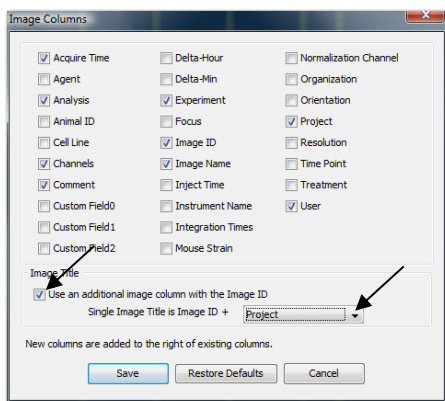 Image Columns
Acquire Time Delta-Hour Normalization Channel
Agent Delta-Min Organization
Analysis Experiment Orientation
Animal ID Focus Project
Cell Line Image ID Resolution
Channels Image Name Time Point
Comment Inject Time Treatment
Custom Field0 Instrument Name User
Custom Field1 Integration Times
Custom Field2 Mouse Strain
Image Title
Use an additional image column with the Image ID
Single Image Title is Image ID + Project
New columns are added to the right of existing columns.
Save Restore Defaults Cancel